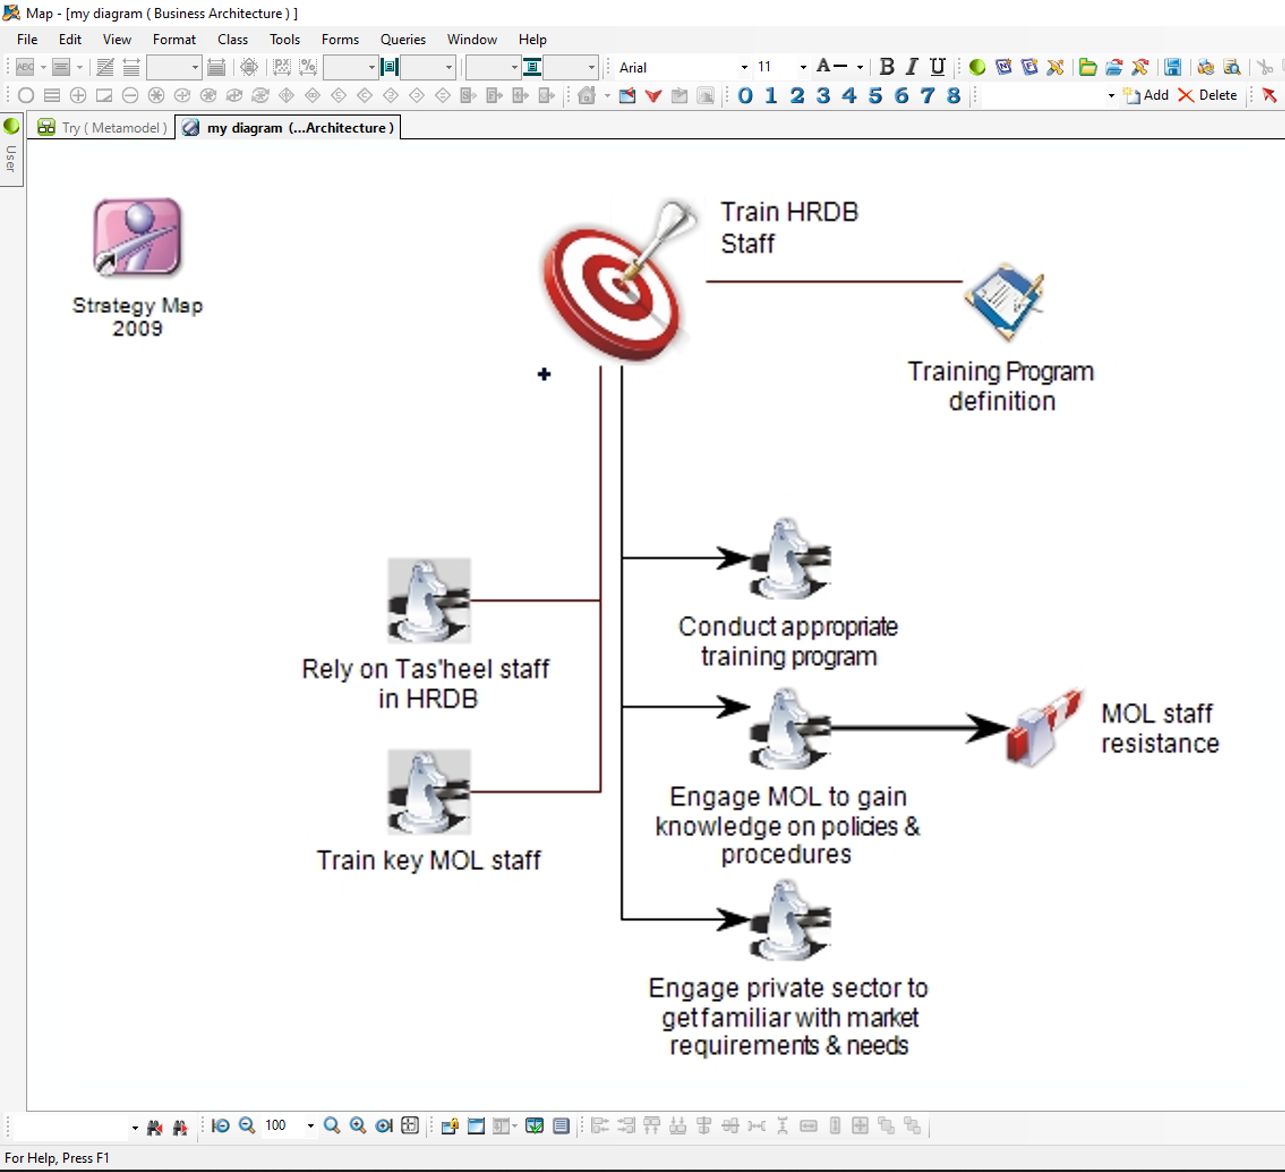 Map - [my diagram ( Business Architecture ) ]
File Edit View Format Class Tools Forms Queries Window Help
ABC Arial 11 A B I U
0 1 2 3 4 5 6 7 8 Add Delete
Try ( Metamodel ) my diagram (...Architecture )
User
Train HRDB
Staff
Strategy Map
2009
Training Program
definition
Conduct appropriate
training program
Rely on Tas'heel staff
in HRDB
MOL staff
resistance
Engage MOL to gain
knowledge on policies &
procedures
Train key MOL staff
Engage private sector to
get familiar with market
requirements & needs
100
For Help, Press F1